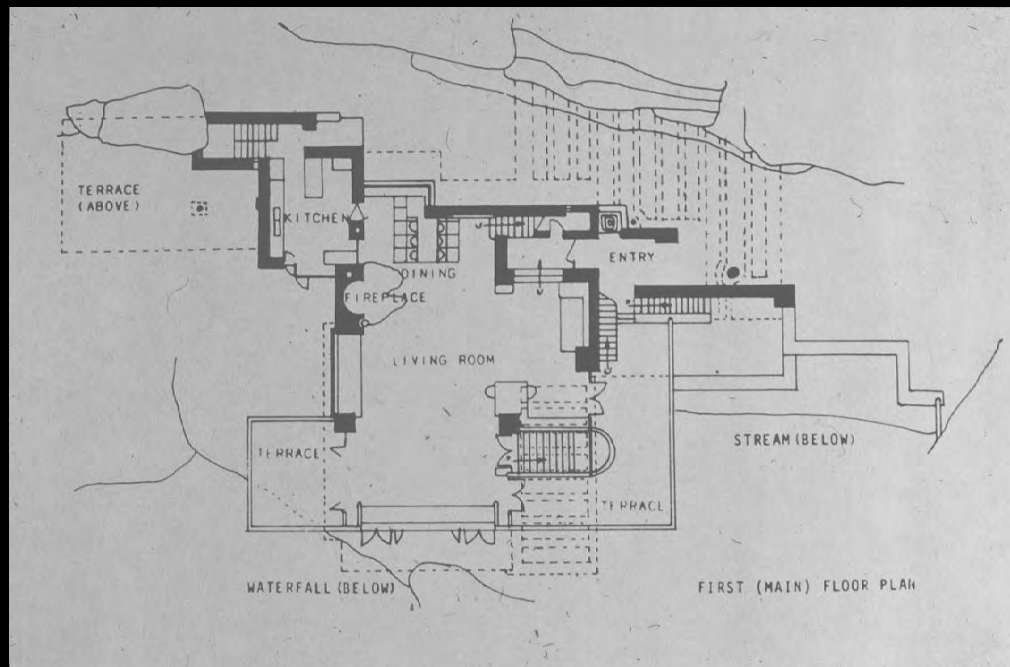 TERRACE
(ABOVE)
KITCHEN
ENTRY
DINING
FIREPLACE
LIVING ROOM
TERRACE
STREAM (BELOW)
TERRACE
WATERFALL (BELOW)
FIRST (MAIN) FLOOR PLAN